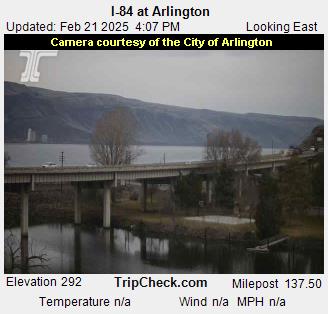 I-84 at Arlington
Updated: Feb 21 2025 4:07 PM Looking East
Camera courtesy of the City of Arlington
Elevation 292 TripCheck.com Milepost 137.50
Temperature n/a Wind n/a MPH n/a